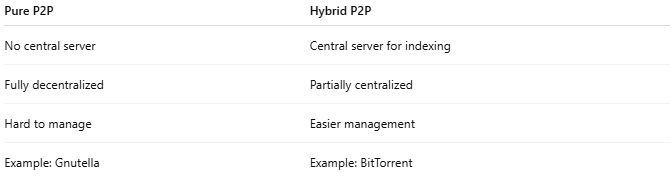 Pure P2P Hybrid P2P
No central server Central server for indexing
Fully decentralized Partially centralized
Hard to manage Easier management
Example: Gnutella Example: BitTorrent